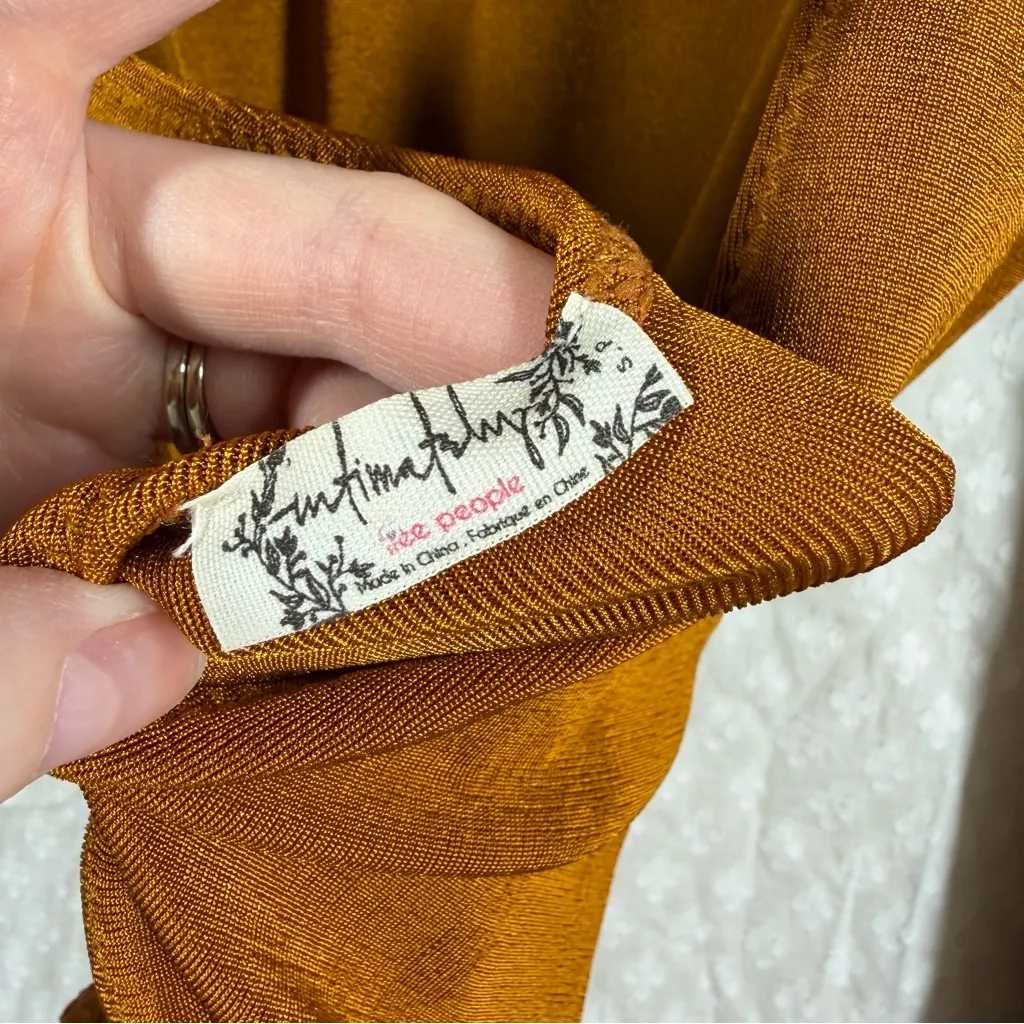 intimately
free people
Made in China . Fabriqué en Chine
P
S